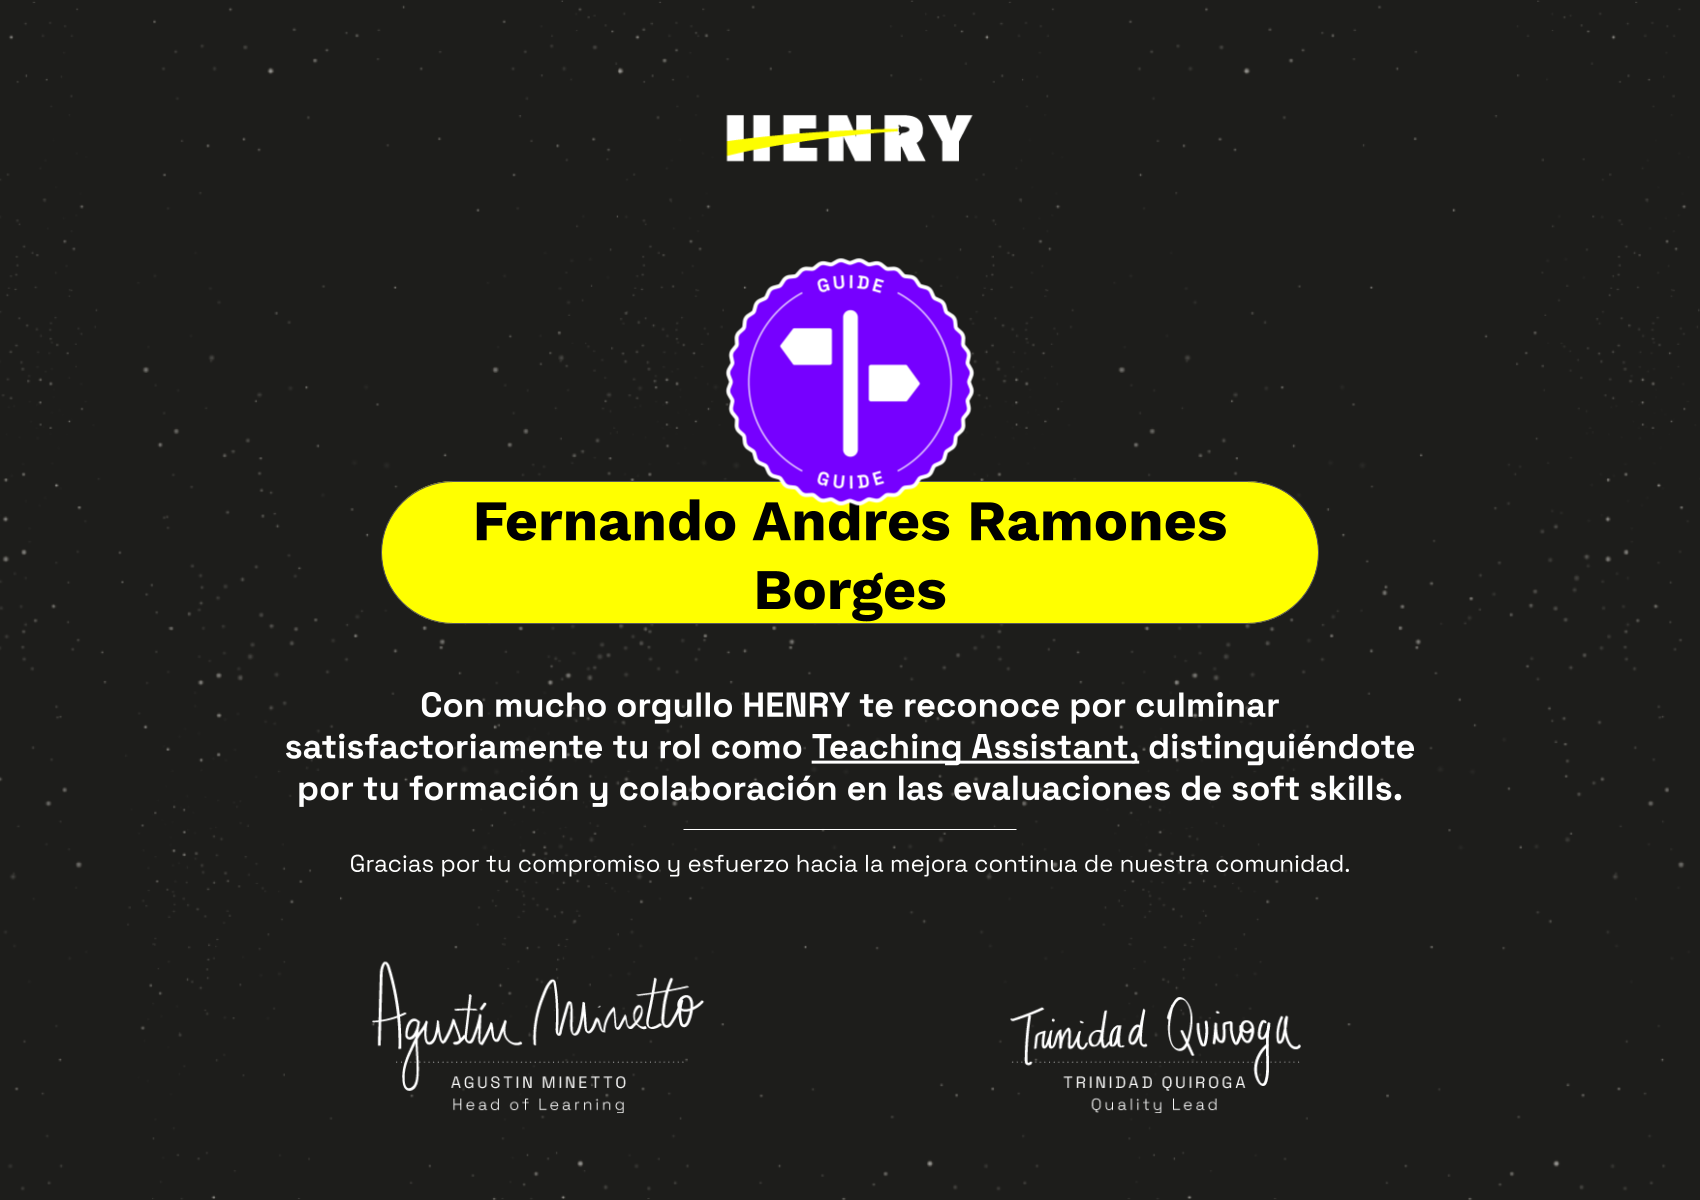 HENRY
GUIDE
GUIDE
Fernando Andres Ramones
Borges
Con mucho orgullo HENRY te reconoce por culminar
satisfactoriamente tu rol como Teaching Assistant, distinguiéndote
por tu formación y colaboración en las evaluaciones de soft skills.
Gracias por tu compromiso y esfuerzo hacia la mejora continua de nuestra comunidad.
Agustín Minetto
AGUSTIN MINETTO
Head of Learning
Trinidad Quiroga
TRINIDAD QUIROGA
Quality Lead